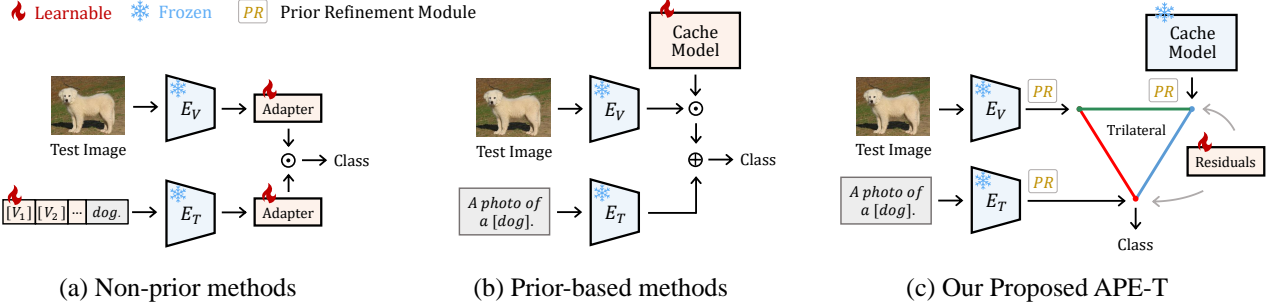 Learnable
Frozen
PR Prior Refinement Module
E_V
Adapter
Test Image
⊙ Class
[V_1] [V_2] ... dog.
E_T
Adapter
(a) Non-prior methods
Cache
Model
E_V
⊙
Test Image
⊕ Class
A photo of
a [dog].
E_T
(b) Prior-based methods
Cache
Model
PR
E_V
PR
Trilateral
Test Image
Residuals
A photo of
a [dog].
E_T
PR
Class
(c) Our Proposed APE-T